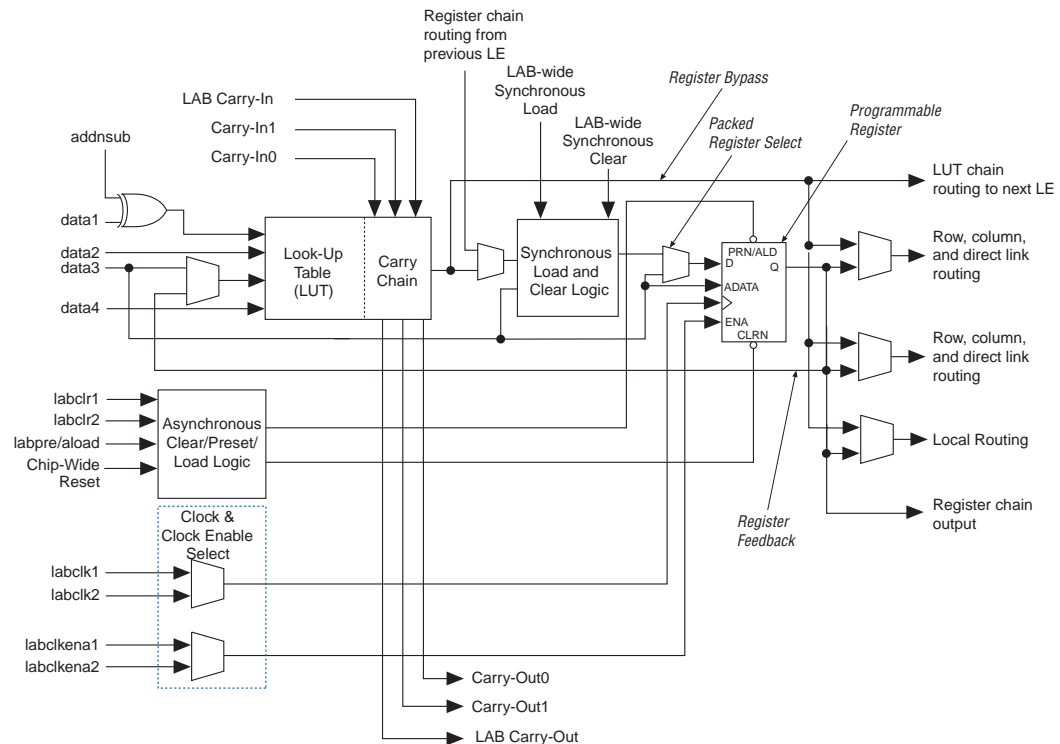 Register chain
routing from
previous LE
LAB-wide
Synchronous
Load
Register Bypass
Programmable
Register
LAB Carry-In
Packed
Register Select
LAB-wide
Synchronous
Clear
Carry-In1
addnsub
Carry-In0
LUT chain
routing to next LE
data1
data2
data3
data4
Look-Up
Table
(LUT)
Carry
Chain
Synchronous
Load and
Clear Logic
PRN/ALD
D
Q
ADATA
ENA
CLRN
Row, column,
and direct link
routing
Row, column,
and direct link
routing
labclr1
labclr2
labpre/aload
Chip-Wide
Reset
Asynchronous
Clear/Preset/
Load Logic
Local Routing
Register chain
output
Register
Feedback
Clock &
Clock Enable
Select
labclk1
labclk2
labclkena1
labclkena2
Carry-Out0
Carry-Out1
LAB Carry-Out